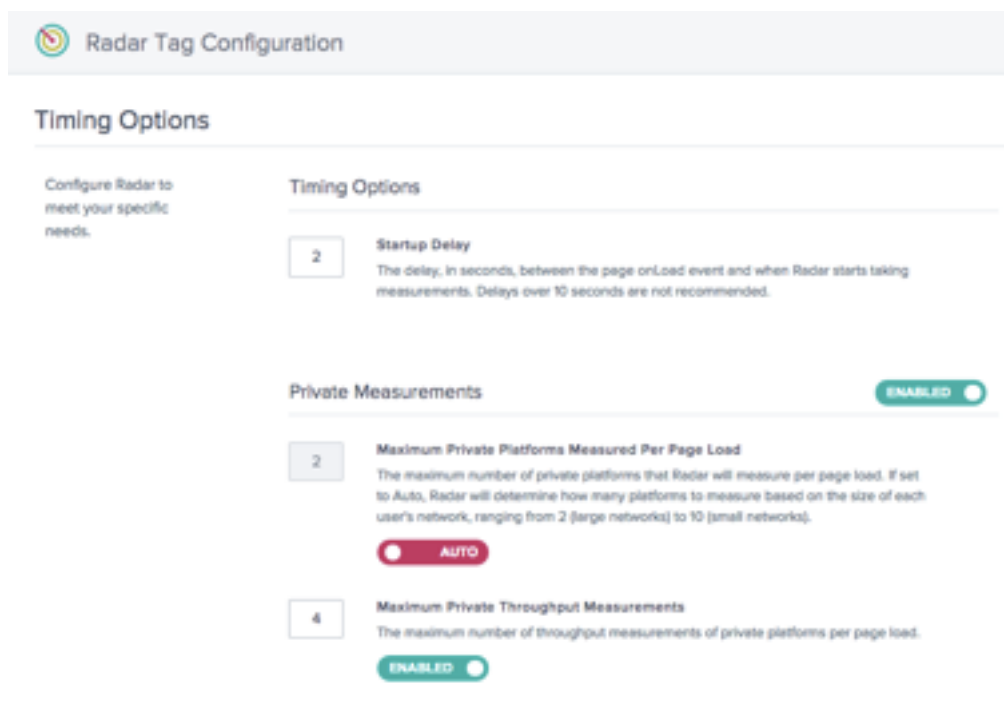 Radar Tag Configuration
Timing Options
Configure Radar to
meet your specific
needs.
Timing Options
2
Startup Delay
The delay, in seconds, between the page onLoad event and when Radar starts taking
measurements. Delays over 10 seconds are not recommended.
Private Measurements
ENABLED
2
Maximum Private Platforms Measured Per Page Load
The maximum number of private platforms that Radar will measure per page load. If set
to Auto, Radar will determine how many platforms to measure based on the size of each
user's network, ranging from 2 (large networks) to 10 (small networks).
AUTO
4
Maximum Private Throughput Measurements
The maximum number of throughput measurements of private platforms per page load.
ENABLED